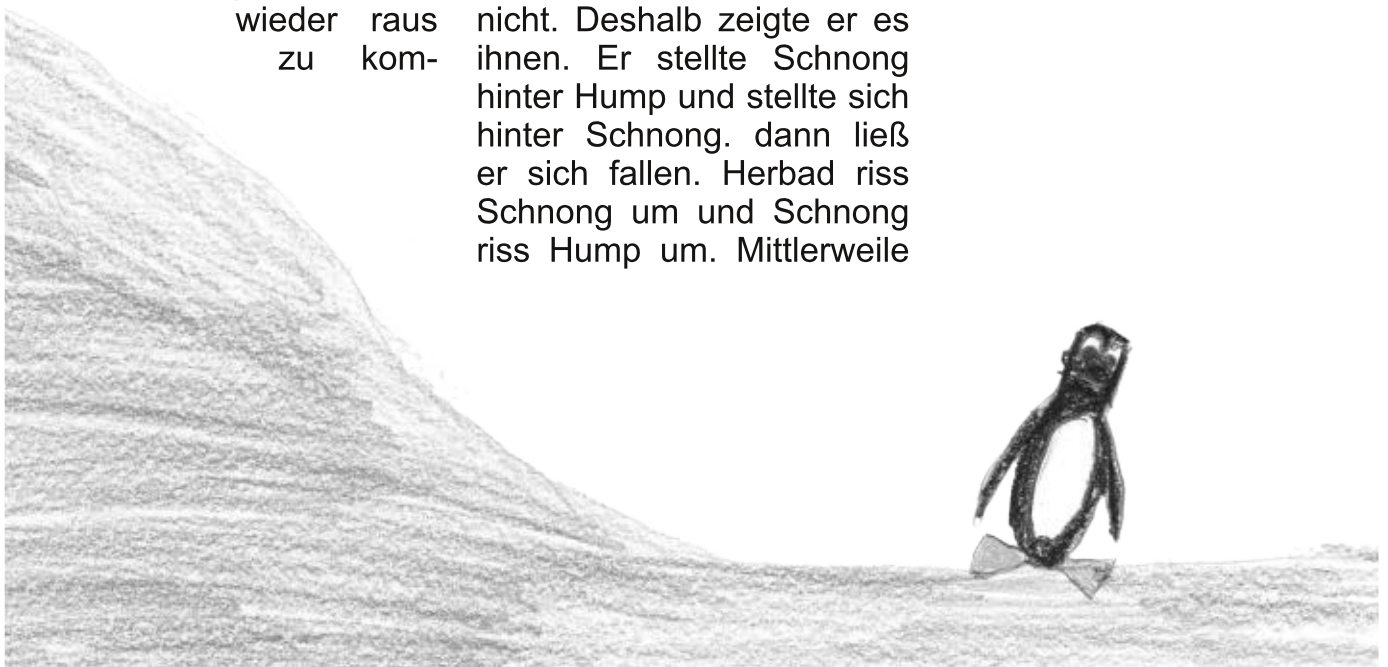 wieder raus
zu kom-
nicht. Deshalb zeigte er es
ihnen. Er stellte Schnong
hinter Hump und stellte sich
hinter Schnong. dann ließ
er sich fallen. Herbad riss
Schnong um und Schnong
riss Hump um. Mittlerweile